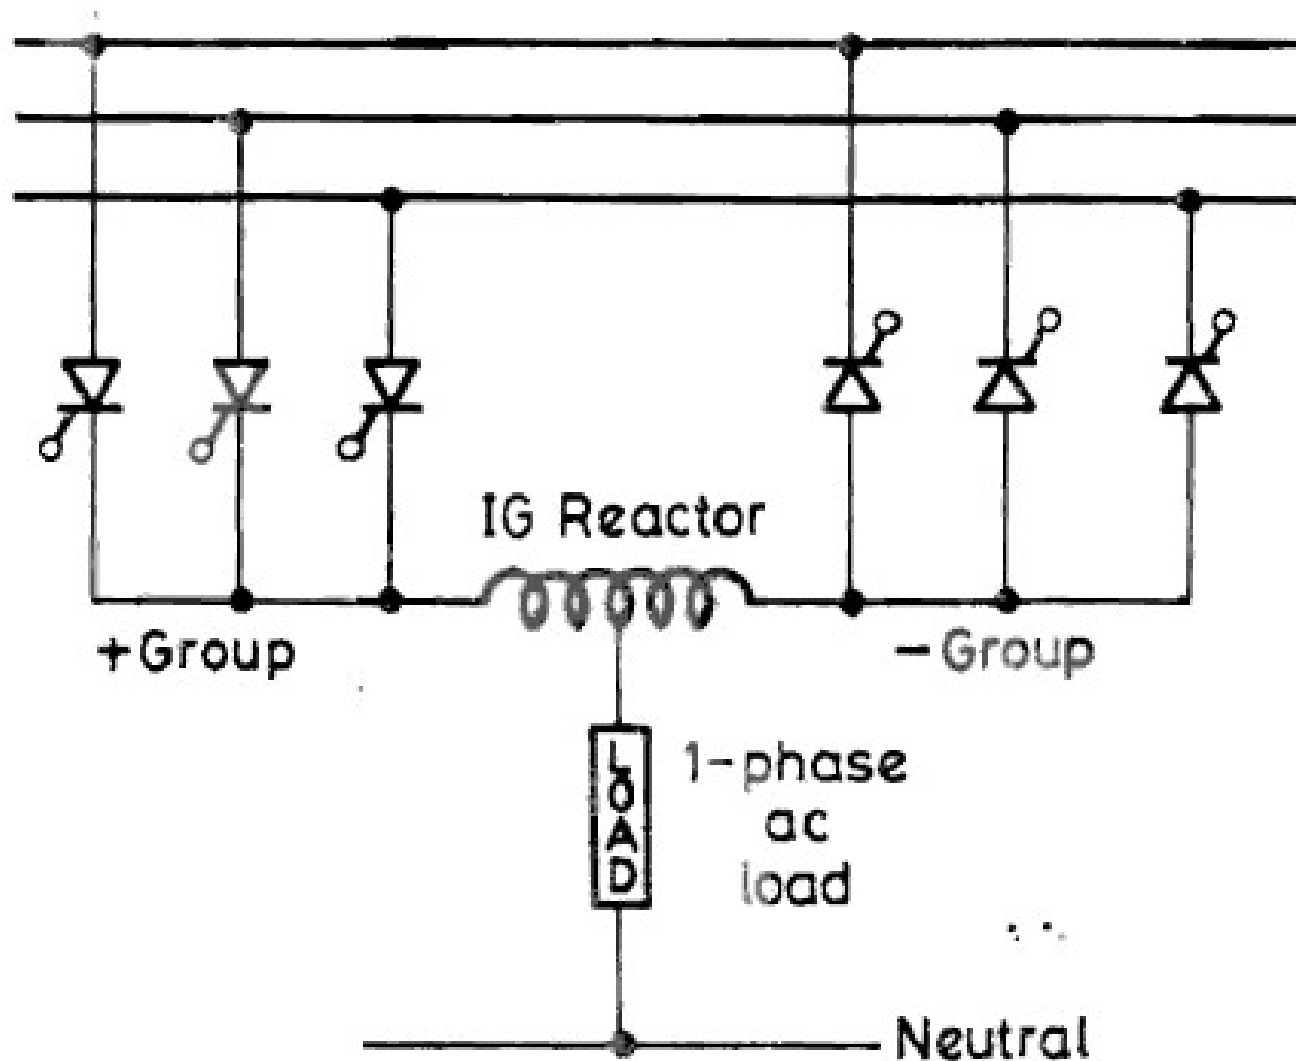 IG Reactor
+Group
-Group
LOAD
1-phase
ac
load
Neutral